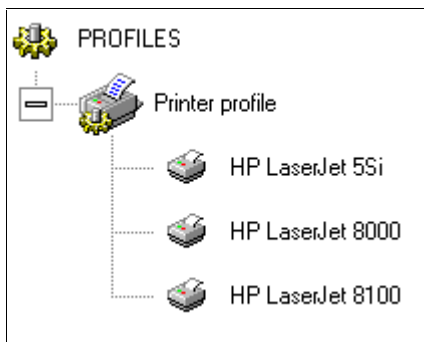 PROFILES
Printer profile
HP LaserJet 5Si
HP LaserJet 8000
HP LaserJet 8100